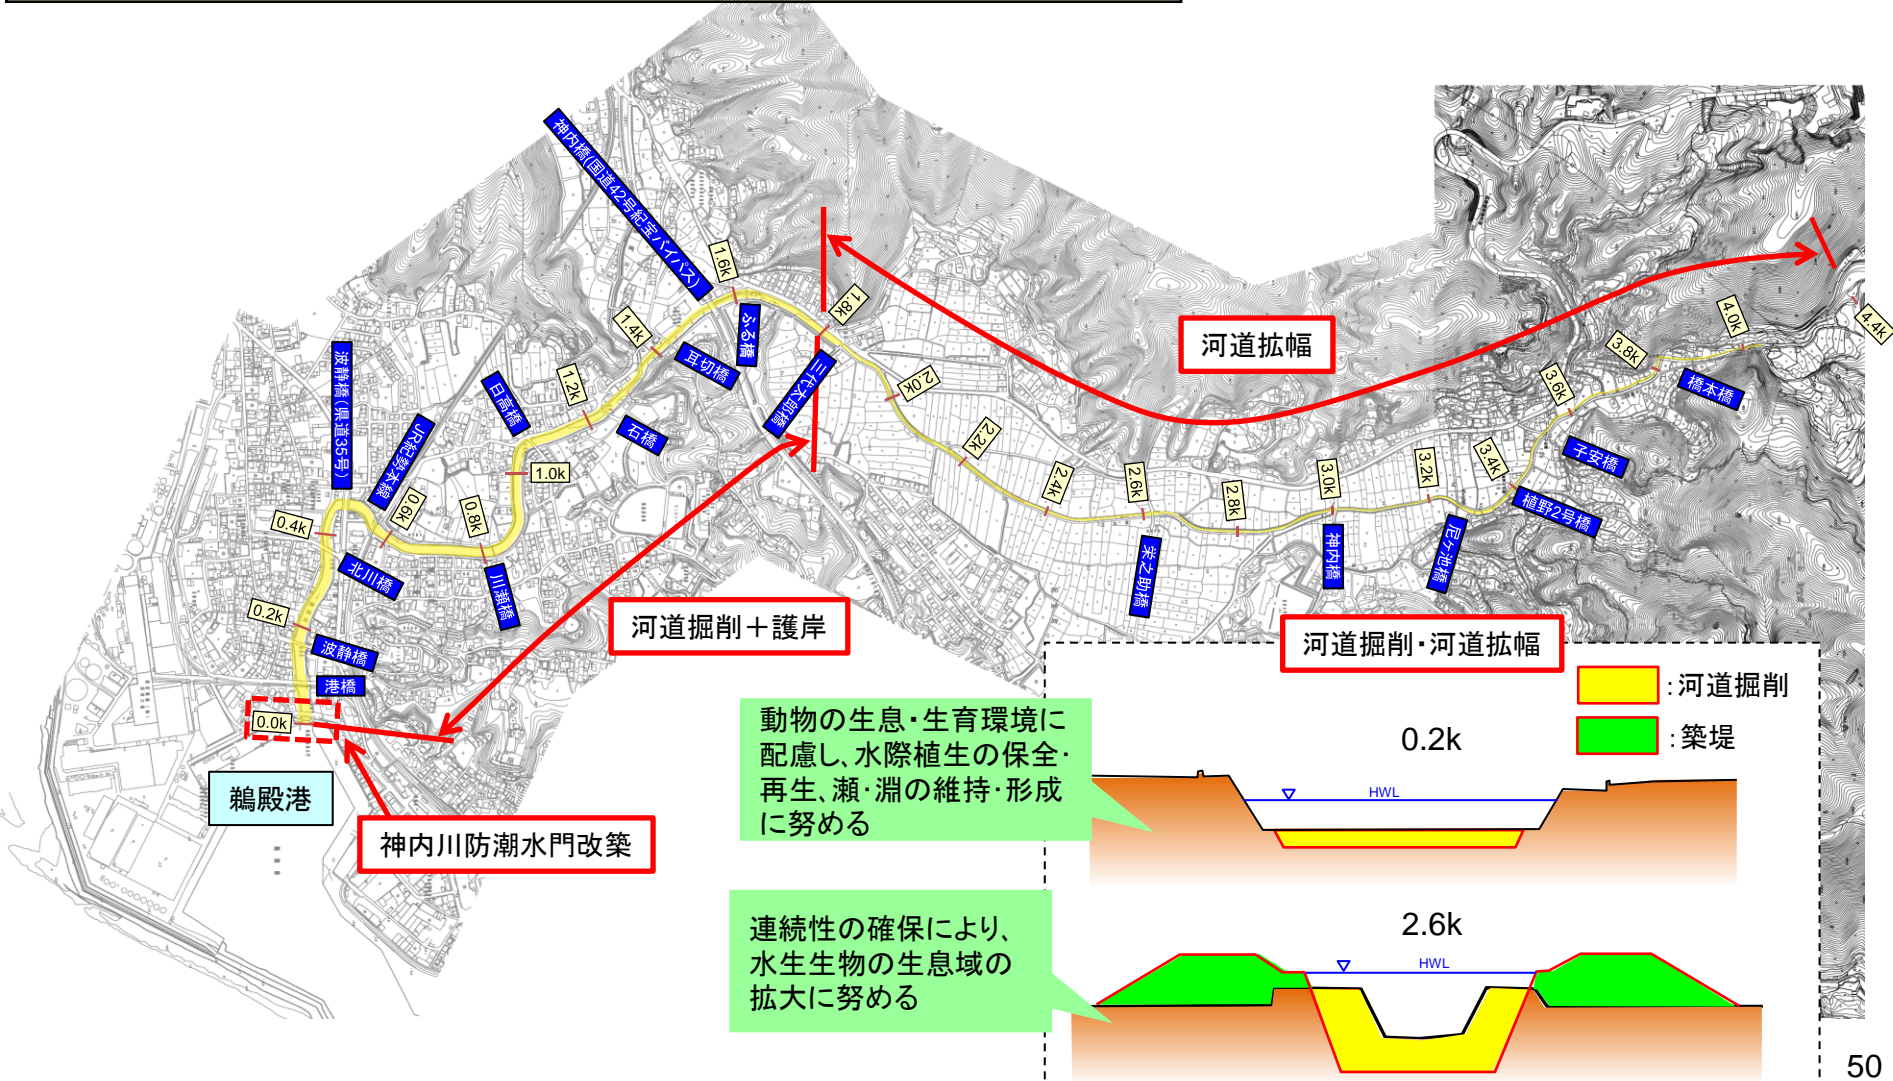 神内橋(国道42号紀宝バイパス)
1.6k
ぶる橋
1.8k
三代太郎橋
1.4k
耳切橋
河道拡幅
4.0k
4.4k
3.8k
橋本橋
3.6k
子安橋
3.4k
植野2号橋
3.2k
尼ケ池橋
3.0k
神内橋
2.8k
2.6k
栄之助橋
2.4k
2.2k
2.0k
波静橋(県道35号)
JR紀勢本線
日高橋
1.2k
石橋
1.0k
0.8k
川瀬橋
0.6k
0.4k
北川橋
0.2k
波静橋
港橋
0.0k
河道掘削＋護岸
鵜殿港
神内川防潮水門改築
河道掘削・河道拡幅
：河道掘削
：築堤
動物の生息・生育環境に
配慮し、水際植生の保全・
再生、瀬・淵の維持・形成
に努める
0.2k
HWL
連続性の確保により、
水生生物の生息域の
拡大に努める
2.6k
HWL
50